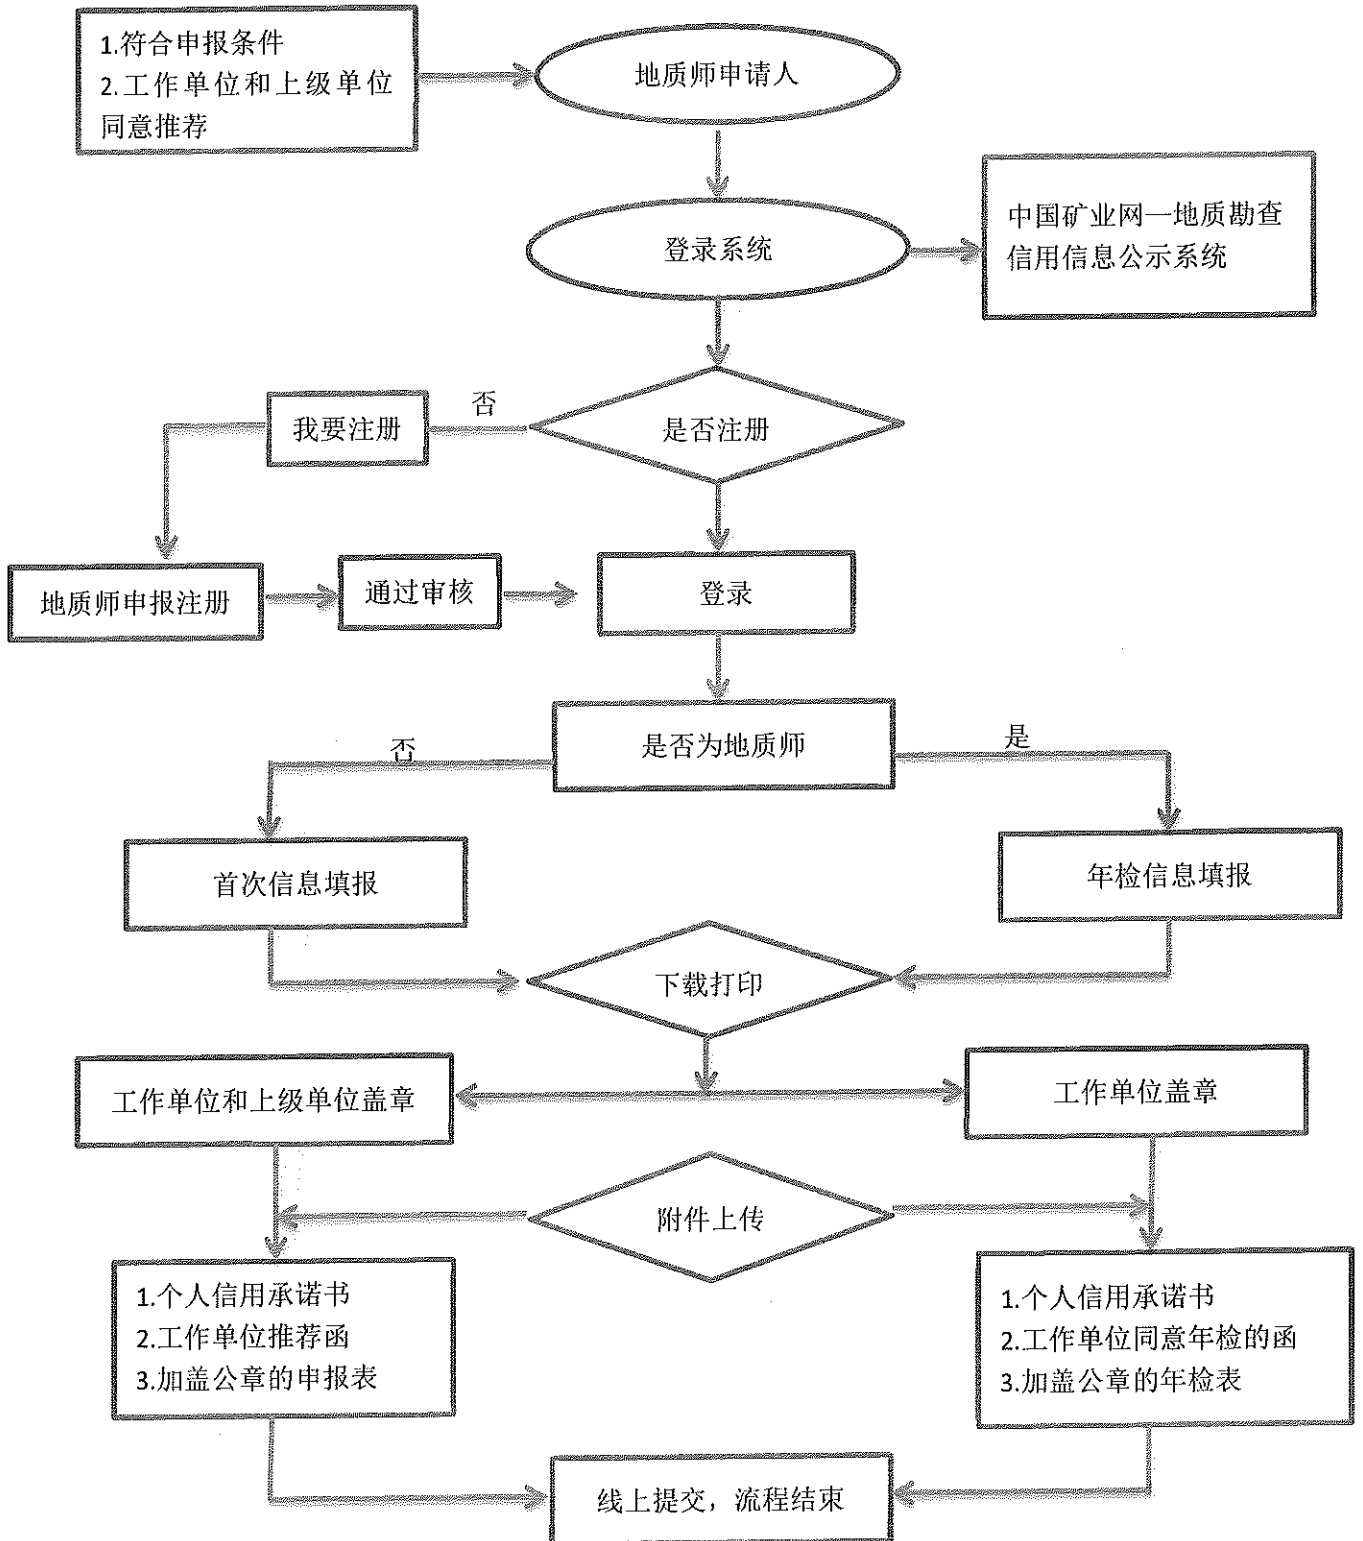 1.符合申报条件
2.工作单位和上级单位
同意推荐
地质师申请人
登录系统
中国矿业网—地质勘查
信用信息公示系统
否
我要注册
是否注册
地质师申报注册
通过审核
登录
否
是否为地质师
是
首次信息填报
年检信息填报
下载打印
工作单位和上级单位盖章
工作单位盖章
附件上传
1.个人信用承诺书
2.工作单位推荐函
3.加盖公章的申报表
1.个人信用承诺书
2.工作单位同意年检的函
3.加盖公章的年检表
线上提交，流程结束